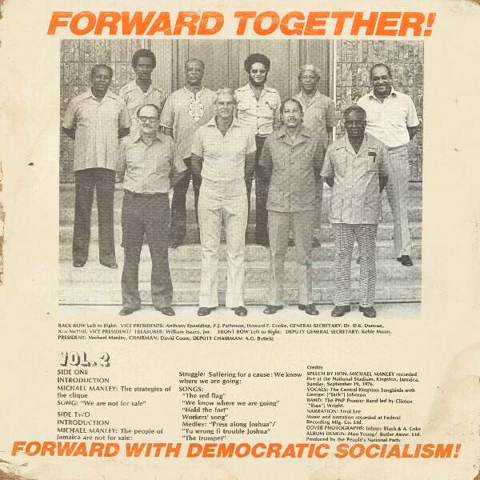 FORWARD TOGETHER!
BACK ROW (Left to Right): VICE PRESIDENTS: Anthony Spaulding, P.J. Patterson, Howard F. Cooke, GENERAL SECRETARY: Dr. D.K. Duncan,
VICE PRESIDENT/ TREASURER: William Isaacs, Jnr. FRONT ROW Left to Right: DEPUTY GENERAL SECRETARY: Keble Munn,
PRESIDENT: Michael Manley, CHAIRMAN: David Coore, DEPUTY CHAIRMAN: A.G. Byfield
VOL. 2
SIDE ONE
INTRODUCTION
MICHAEL MANLEY: The strategies of
the clique
SONG: "We are not for sale"
SIDE TWO
INTRODUCTION
MICHAEL MANLEY: The people of
Jamaica are not for sale:
Struggle: Suffering for a cause: We know
where we are going:
SONGS:
"The red flag"
"We know where we are going"
"Hold the fort"
Workers' song"
Medley: "Press along Joshua"/
"Yu wrong fi trouble Joshua"
"The trumpet"
Credits
SPEECH BY HON. MICHAEL MANLEY recorded
live at the National Stadium, Kingston, Jamaica,
Sunday, September 19, 1976.
VOCALS: The Central Kingston Songbirds with
George: ("Jack") Johnson
BAND: The PNP Pioneer Band led by Clinton
Wright.
NARRATION: Fred Lee
Music and narration recorded at Federal
Recording Mfg. Co. Ltd.
COVER PHOTOGRAPHY: Johnny Black & A. Coke
ALBUM DESIGN: Moo Young/ Butler Assoc. Ltd.
Produced by the People's National Party
FORWARD WITH DEMOCRATIC SOCIALISM!